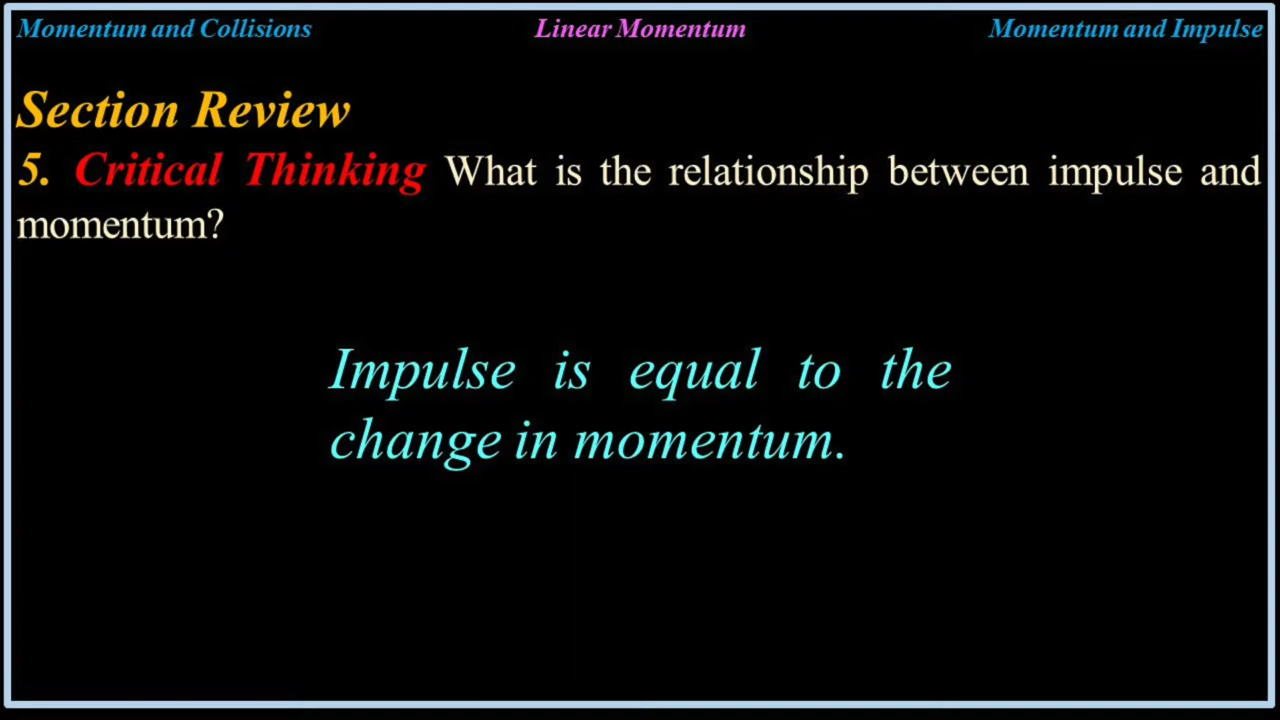 Momentum and Collisions Linear Momentum Momentum and Impulse
Section Review
5. Critical Thinking What is the relationship between impulse and
momentum?
Impulse is equal to the
change in momentum.